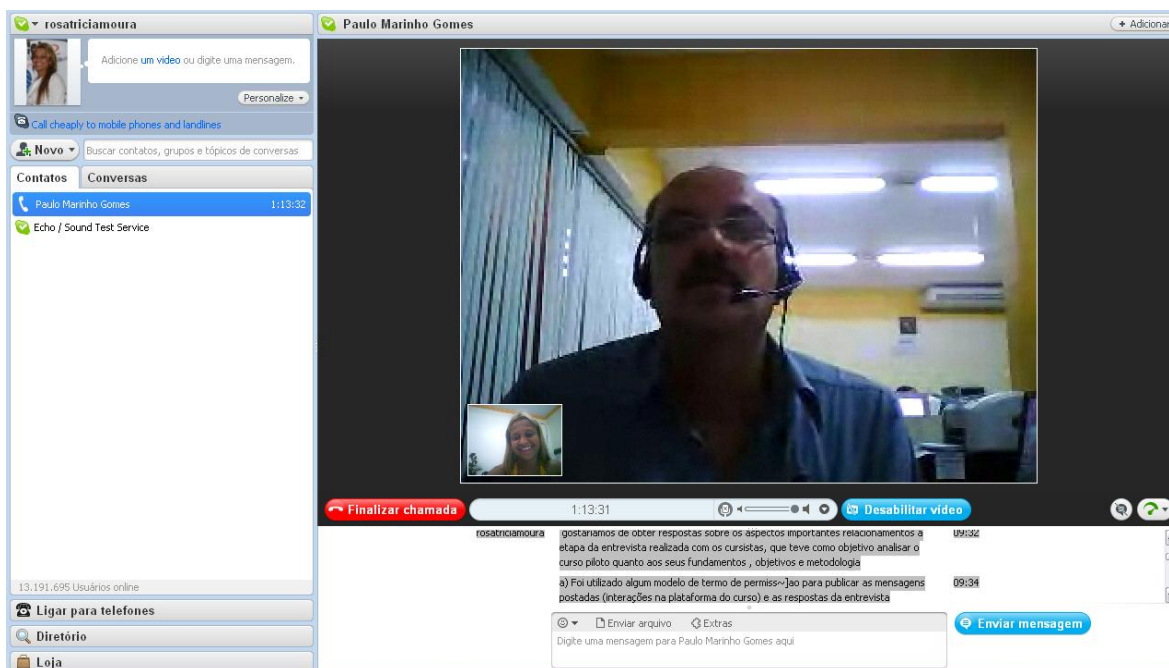 rosatriciamoura
Adicione um video ou digite uma mensagem.
Personalize
Call cheaply to mobile phones and landlines
Novo
Buscar contatos, grupos e tópicos de conversas
Contatos Conversas
Paulo Marinho Gomes 1:13:32
Echo / Sound Test Service
13.191.695 Usuários online
Ligar para telefones
Diretório
Loja
Paulo Marinho Gomes
+ Adicionar
Finalizar chamada 1:13:31 Desabilitar vídeo
rosatriciamoura gostariamos de obter respostas sobre os aspectos importantes relacionamentos a 09:32
etapa da entrevista realizada com os cursistas, que teve como objetivo analisar o
curso piloto quanto aos seus fundamentos , objetivos e metodologia
a) Foi utilizado algum modelo de termo de permiss~]ao para publicar as mensagens 09:34
postadas (interações na plataforma do curso) e as respostas da entrevista
Enviar arquivo Extras
Digite uma mensagem para Paulo Marinho Gomes aqui
Enviar mensagem